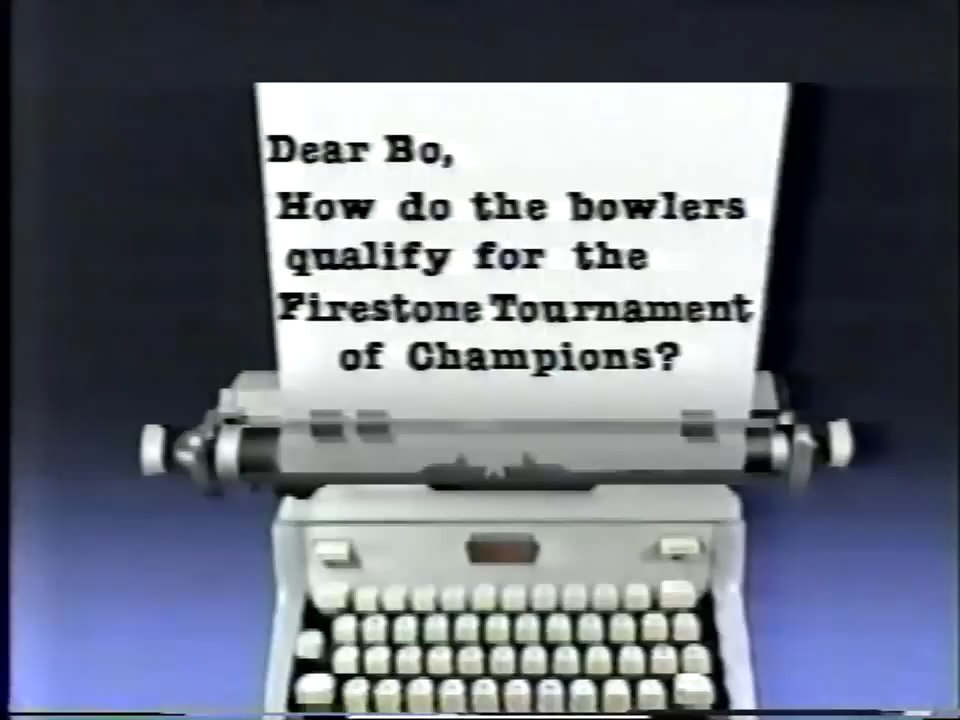 Dear Bo,
How do the bowlers
qualify for the
Firestone Tournament
of Champions?